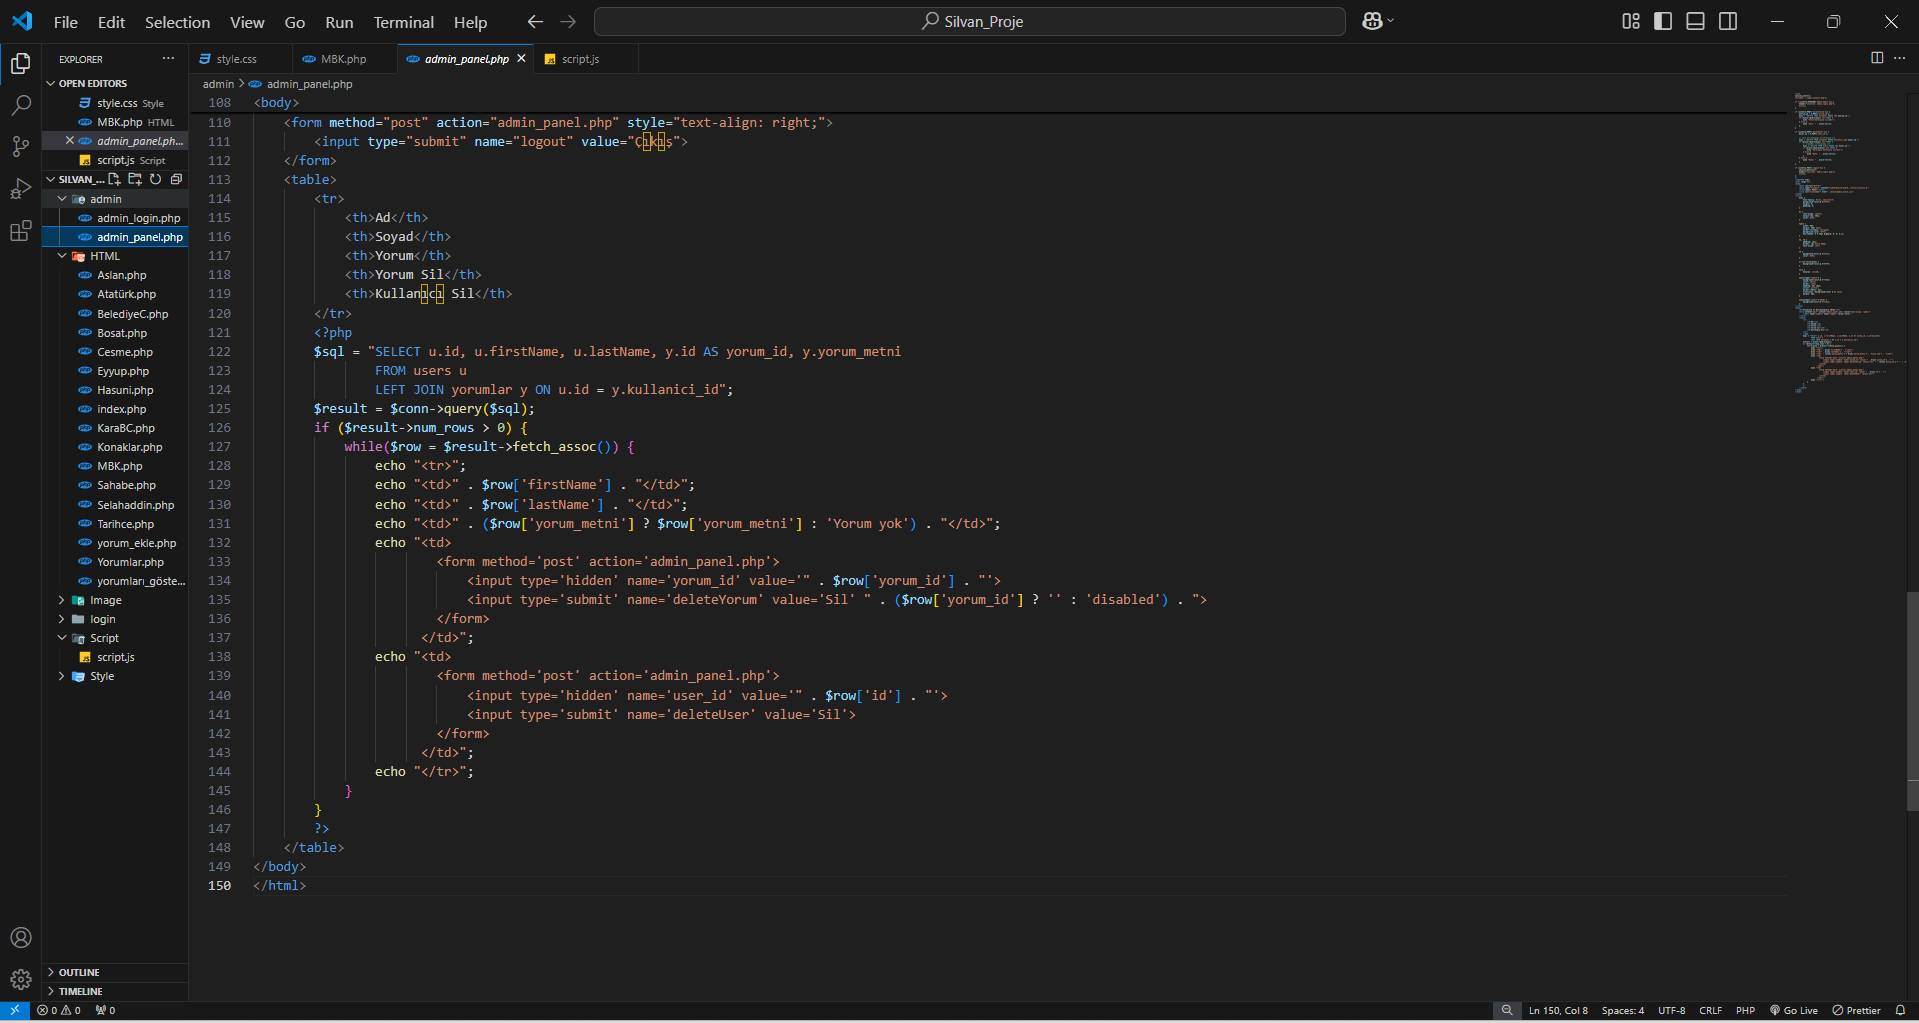 File Edit Selection View Go Run Terminal Help
Silvan_Proje
EXPLORER
OPEN EDITORS
style.css Style
MBK.php HTML
admin_panel.ph...
script.js Script
SILVAN_...
admin
admin_login.php
admin_panel.php
HTML
Aslan.php
Atatürk.php
BelediyeC.php
Bosat.php
Cesme.php
Eyyup.php
Hasuni.php
index.php
KaraBC.php
Konaklar.php
MBK.php
Sahabe.php
Selahaddin.php
Tarihce.php
yorum_ekle.php
Yorumlar.php
yorumları_göste...
Image
login
Script
script.js
Style
OUTLINE
TIMELINE
style.css MBK.php admin_panel.php script.js
admin > admin_panel.php
108 <body>
110 <form method="post" action="admin_panel.php" style="text-align: right;">
111 <input type="submit" name="logout" value="Çıkış">
112 </form>
113 <table>
114 <tr>
115 <th>Ad</th>
116 <th>Soyad</th>
117 <th>Yorum</th>
118 <th>Yorum Sil</th>
119 <th>Kullanıcı Sil</th>
120 </tr>
121 <?php
122 $sql = "SELECT u.id, u.firstName, u.lastName, y.id AS yorum_id, y.yorum_metni
123 FROM users u
124 LEFT JOIN yorumlar y ON u.id = y.kullanici_id";
125 $result = $conn->query($sql);
126 if ($result->num_rows > 0) {
127 while($row = $result->fetch_assoc()) {
128 echo "<tr>";
129 echo "<td>" . $row['firstName'] . "</td>";
130 echo "<td>" . $row['lastName'] . "</td>";
131 echo "<td>" . ($row['yorum_metni'] ? $row['yorum_metni'] : 'Yorum yok') . "</td>";
132 echo "<td>
133 <form method='post' action='admin_panel.php'>
134 <input type='hidden' name='yorum_id' value='" . $row['yorum_id'] . "'>
135 <input type='submit' name='deleteYorum' value='Sil' " . ($row['yorum_id'] ? '' : 'disabled') . ">
136 </form>
137 </td>";
138 echo "<td>
139 <form method='post' action='admin_panel.php'>
140 <input type='hidden' name='user_id' value='" . $row['id'] . "'>
141 <input type='submit' name='deleteUser' value='Sil'>
142 </form>
143 </td>";
144 echo "</tr>";
145 }
146 }
147 ?>
148 </table>
149 </body>
150 </html>
0 0 0
Ln 150, Col 8 Spaces: 4 UTF-8 CRLF PHP Go Live Prettier